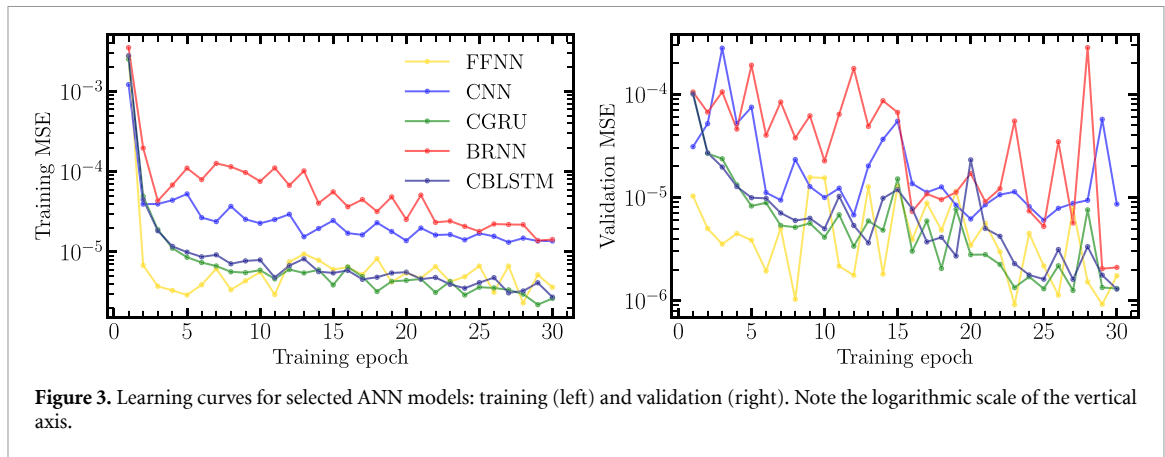 Training MSE
10^{-3}
10^{-4}
10^{-5}
FFNN
CNN
CGRU
BRNN
CBLSTM
0 5 10 15 20 25 30
Training epoch
Validation MSE
10^{-4}
10^{-5}
10^{-6}
0 5 10 15 20 25 30
Training epoch
Figure 3. Learning curves for selected ANN models: training (left) and validation (right). Note the logarithmic scale of the vertical
axis.